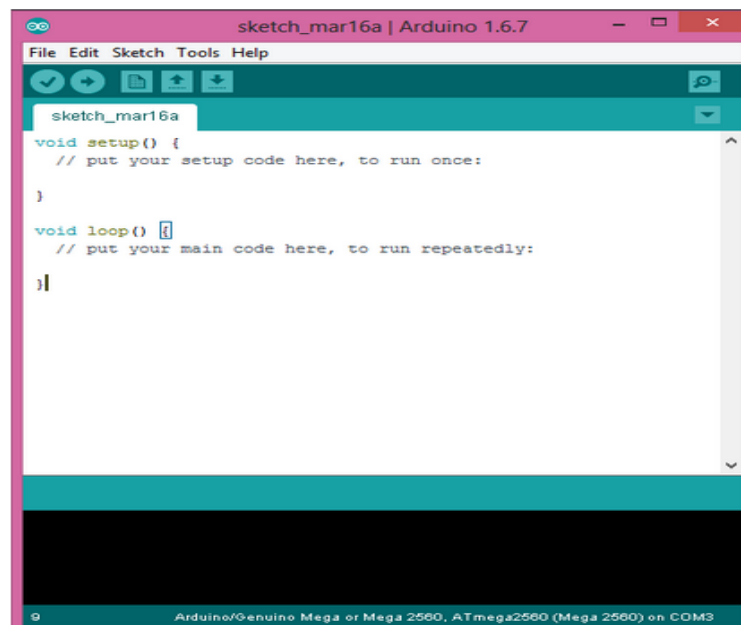 sketch_mar16a | Arduino 1.6.7
File Edit Sketch Tools Help
sketch_mar16a
void setup() {
  // put your setup code here, to run once:
}
void loop() {
  // put your main code here, to run repeatedly:
}
9 Arduino/Genuino Mega or Mega 2560, ATmega2560 (Mega 2560) on COM3